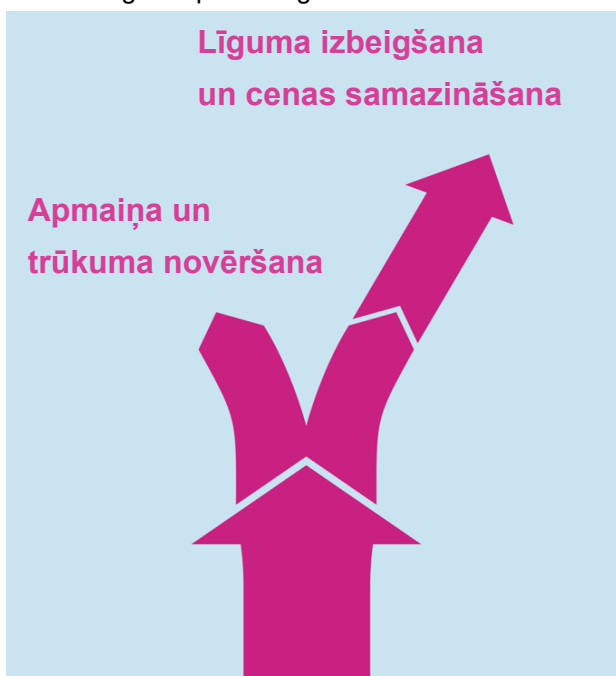 Līguma izbeigšana
un cenas samazināšana
Apmaiņa un
trūkuma novēršana